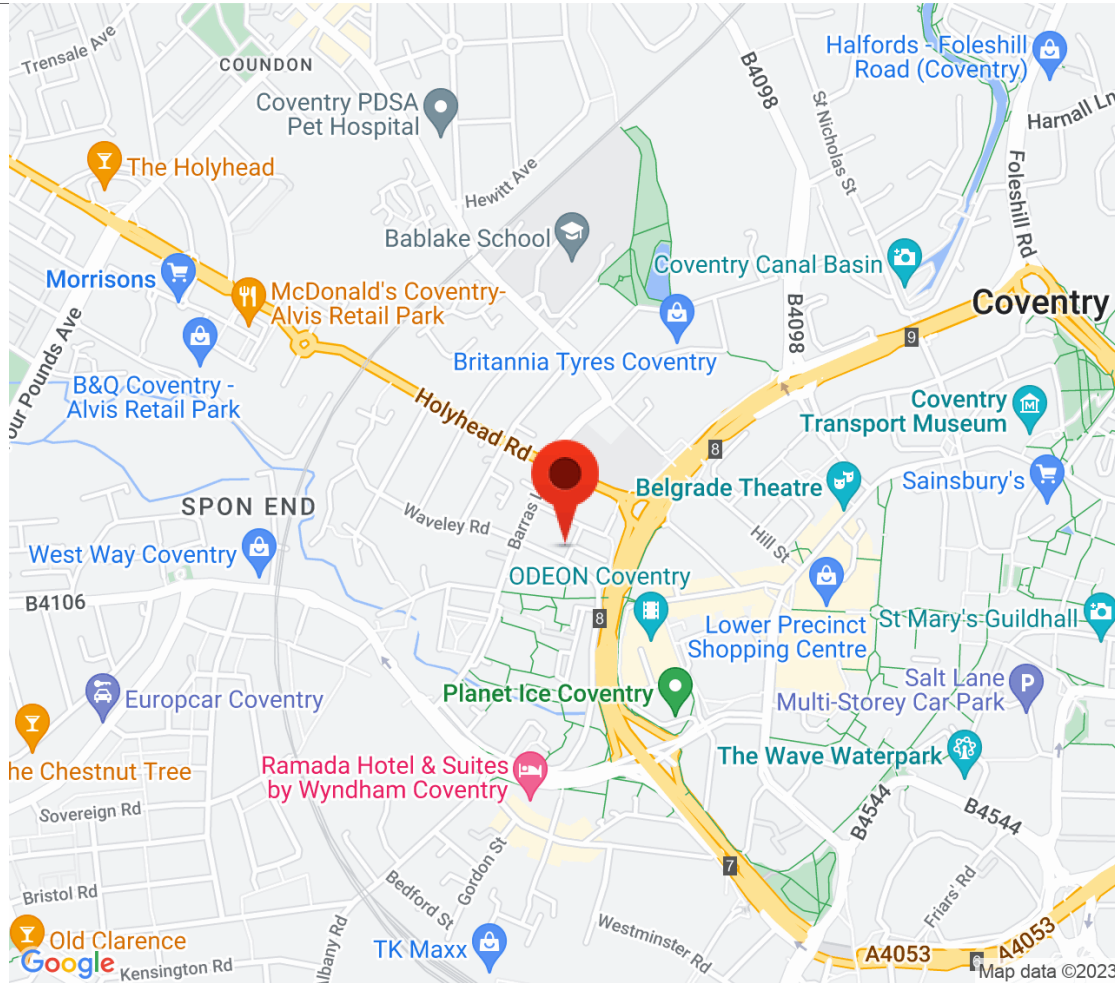 Trensale Ave
COUNDON
Coventry PDSA
Pet Hospital
B4098
Halfords - Foleshill
Road (Coventry)
St Nicholas St
Harnall Ln
Foleshill Rd
The Holyhead
Hewitt Ave
Bablake School
Coventry Canal Basin
Morrisons
McDonald's Coventry-
Alvis Retail Park
B4098
Coventry
our Pounds Ave
B&Q Coventry -
Alvis Retail Park
Britannia Tyres Coventry
9
Holyhead Rd
Coventry
Transport Museum
8
Belgrade Theatre
Sainsbury's
SPON END
Waveley Rd
Barras L
Hill St
West Way Coventry
ODEON Coventry
B4106
8
Lower Precinct
Shopping Centre
St Mary's Guildhall
Europcar Coventry
Planet Ice Coventry
Salt Lane
Multi-Storey Car Park
P
he Chestnut Tree
Ramada Hotel & Suites
by Wyndham Coventry
The Wave Waterpark
Sovereign Rd
B4544
B4544
Gordon St
7
Bristol Rd
Bedford St
Friars' Rd
Albany Rd
Westminster Rd
Old Clarence
TK Maxx
A4053
A4053
6
Google
Kensington Rd
Map data ©2023